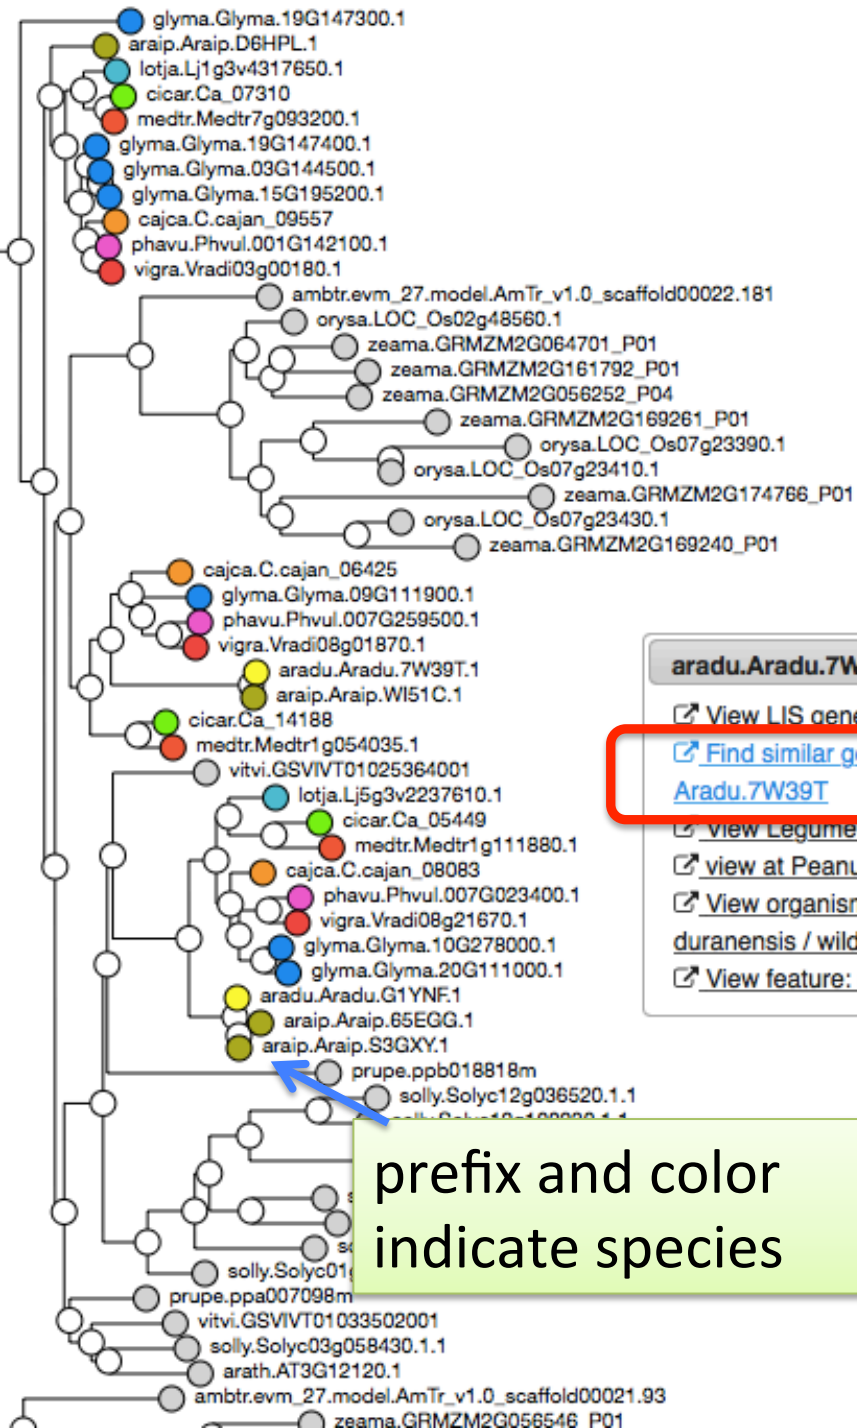 glyma.Glyma.19G147300.1
araip.Araip.D6HPL.1
lotja.Lj1g3v4317650.1
cicar.Ca_07310
medtr.Medtr7g093200.1
glyma.Glyma.19G147400.1
glyma.Glyma.03G144500.1
glyma.Glyma.15G195200.1
cajca.C.cajan_09557
phavu.Phvul.001G142100.1
vigra.Vradi03g00180.1
ambtr.evm_27.model.AmTr_v1.0_scaffold00022.181
orysa.LOC_Os02g48560.1
zeama.GRMZM2G064701_P01
zeama.GRMZM2G161792_P01
zeama.GRMZM2G056252_P04
zeama.GRMZM2G169261_P01
orysa.LOC_Os07g23390.1
orysa.LOC_Os07g23410.1
zeama.GRMZM2G174766_P01
orysa.LOC_Os07g23430.1
zeama.GRMZM2G169240_P01
cajca.C.cajan_06425
glyma.Glyma.09G111900.1
phavu.Phvul.007G259500.1
vigra.Vradi08g01870.1
aradu.Aradu.7W39T.1
araip.Araip.WI51C.1
cicar.Ca_14188
medtr.Medtr1g054035.1
vitvi.GSVIVT01025364001
lotja.Lj5g3v2237610.1
cicar.Ca_05449
medtr.Medtr1g111880.1
cajca.C.cajan_08083
phavu.Phvul.007G023400.1
vigra.Vradi08g21670.1
glyma.Glyma.10G278000.1
glyma.Glyma.20G111000.1
aradu.Aradu.G1YNF.1
araip.Araip.65EGG.1
araip.Araip.S3GXY.1
prupe.ppb018818m
solly.Solyc12g036520.1.1
solly.Solyc01g
prupe.ppa007098m
vitvi.GSVIVT01033502001
solly.Solyc03g058430.1.1
arath.AT3G12120.1
ambtr.evm_27.model.AmTr_v1.0_scaffold00021.93
zeama.GRMZM2G056546_P01
aradu.Aradu.7W
View LIS gene
Find similar ge
Aradu.7W39T
View Legume
view at Peanu
View organism
duranensis / wild
View feature:
prefix and color
indicate species